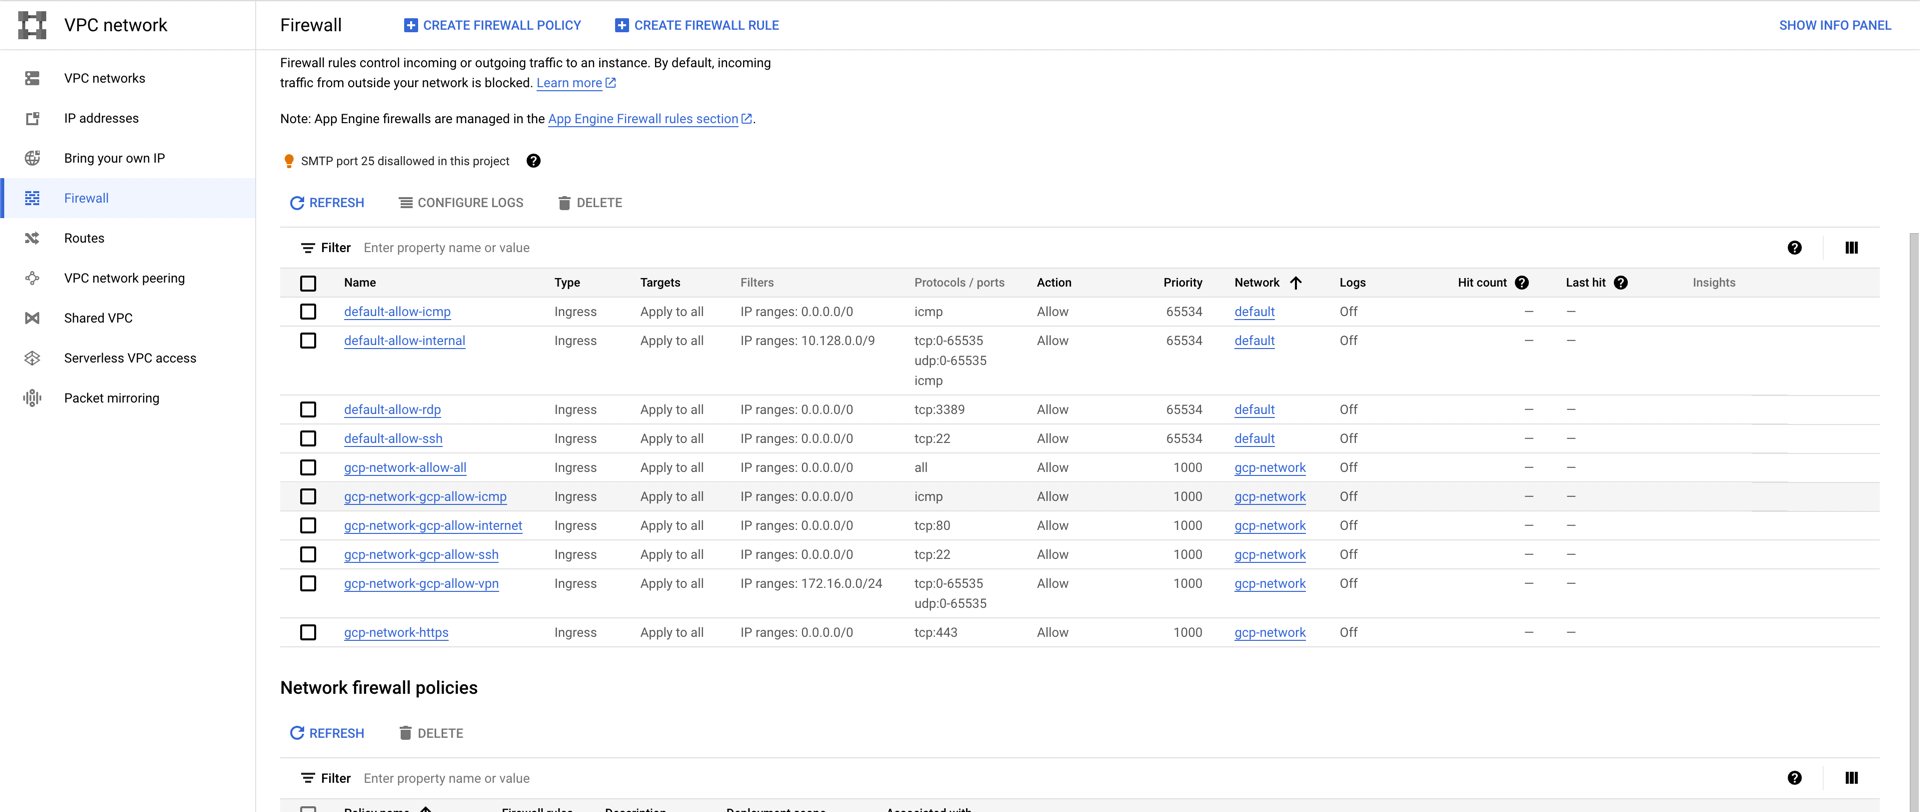 VPC network
Firewall
CREATE FIREWALL POLICY
CREATE FIREWALL RULE
SHOW INFO PANEL
VPC networks
IP addresses
Bring your own IP
Firewall
Routes
VPC network peering
Shared VPC
Serverless VPC access
Packet mirroring
Firewall rules control incoming or outgoing traffic to an instance. By default, incoming
traffic from outside your network is blocked. Learn more
Note: App Engine firewalls are managed in the App Engine Firewall rules section.
SMTP port 25 disallowed in this project
REFRESH CONFIGURE LOGS DELETE
Filter Enter property name or value
Name Type Targets Filters Protocols / ports Action Priority Network Logs Hit count Last hit Insights
default-allow-icmp Ingress Apply to all IP ranges: 0.0.0.0/0 icmp Allow 65534 default Off — —
default-allow-internal Ingress Apply to all IP ranges: 10.128.0.0/9 tcp:0-65535 Allow 65534 default Off — —
udp:0-65535
icmp
default-allow-rdp Ingress Apply to all IP ranges: 0.0.0.0/0 tcp:3389 Allow 65534 default Off — —
default-allow-ssh Ingress Apply to all IP ranges: 0.0.0.0/0 tcp:22 Allow 65534 default Off — —
gcp-network-allow-all Ingress Apply to all IP ranges: 0.0.0.0/0 all Allow 1000 gcp-network Off — —
gcp-network-gcp-allow-icmp Ingress Apply to all IP ranges: 0.0.0.0/0 icmp Allow 1000 gcp-network Off — —
gcp-network-gcp-allow-internet Ingress Apply to all IP ranges: 0.0.0.0/0 tcp:80 Allow 1000 gcp-network Off — —
gcp-network-gcp-allow-ssh Ingress Apply to all IP ranges: 0.0.0.0/0 tcp:22 Allow 1000 gcp-network Off — —
gcp-network-gcp-allow-vpn Ingress Apply to all IP ranges: 172.16.0.0/24 tcp:0-65535 Allow 1000 gcp-network Off — —
udp:0-65535
gcp-network-https Ingress Apply to all IP ranges: 0.0.0.0/0 tcp:443 Allow 1000 gcp-network Off — —
Network firewall policies
REFRESH DELETE
Filter Enter property name or value
Policy name Firewall rules Description Deployment scope Associated with